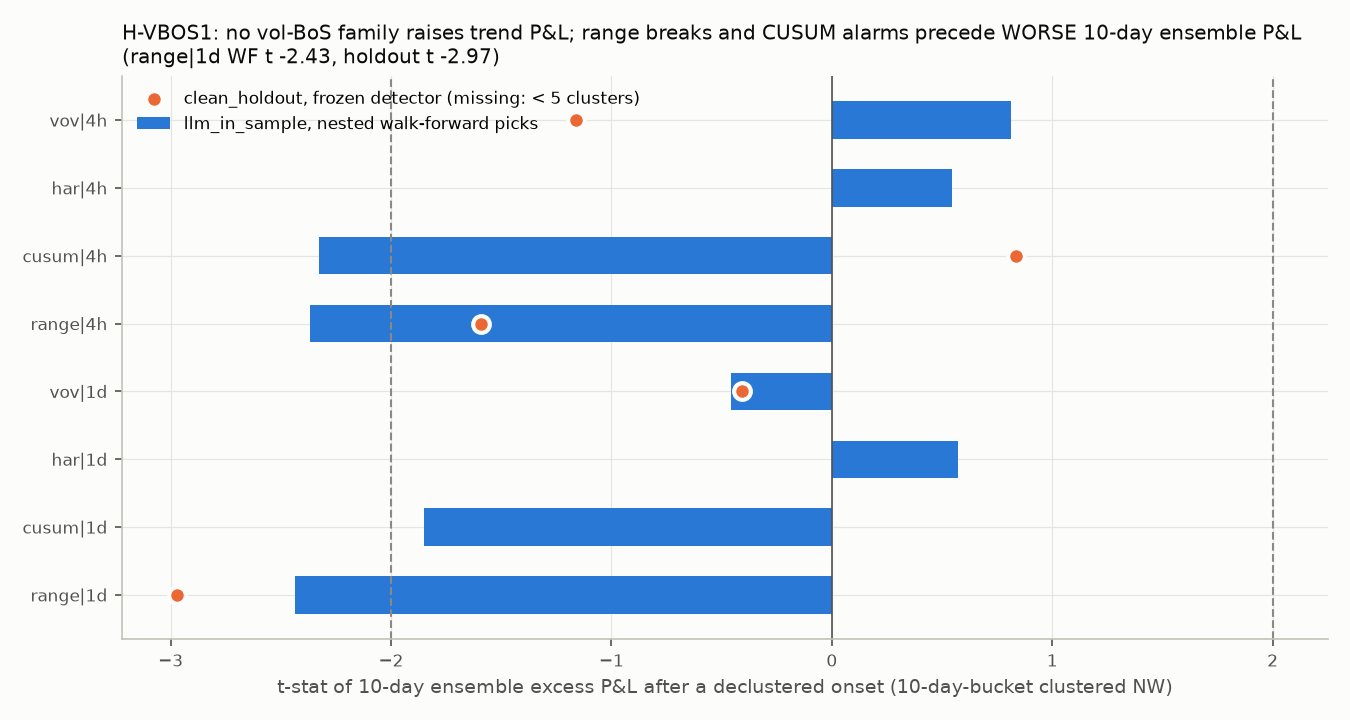 H-VBOS1: no vol-BoS family raises trend P&L; range breaks and CUSUM alarms precede WORSE 10-day ensemble P&L
(range|1d WF t -2.43, holdout t -2.97)
clean_holdout, frozen detector (missing: < 5 clusters)
llm_in_sample, nested walk-forward picks
vov|4h
har|4h
cusum|4h
range|4h
vov|1d
har|1d
cusum|1d
range|1d
−3
−2
−1
0
1
2
t-stat of 10-day ensemble excess P&L after a declustered onset (10-day-bucket clustered NW)